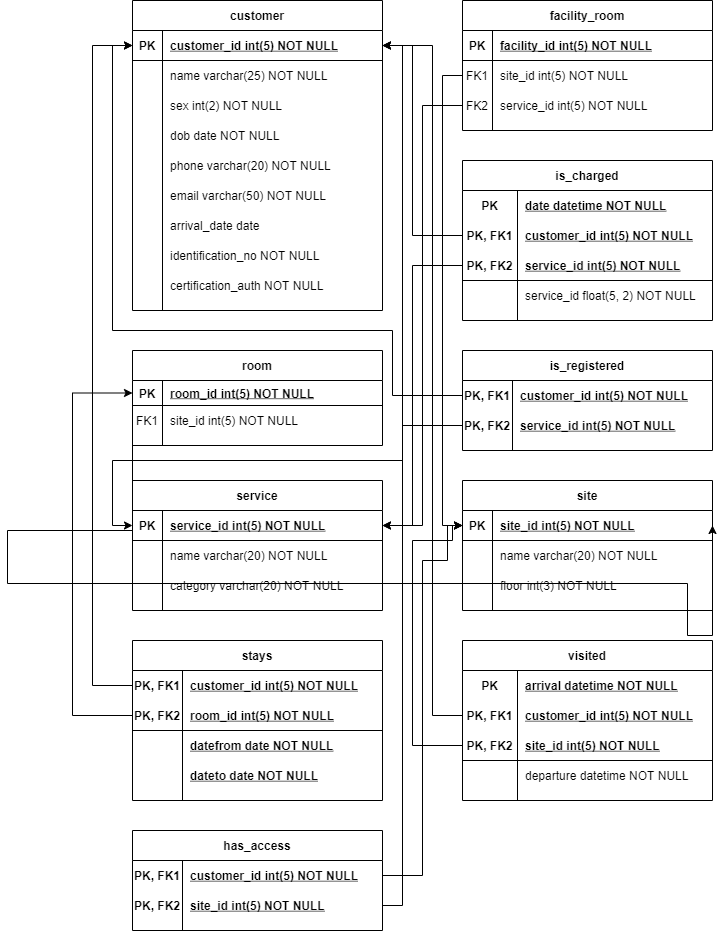 customer
PK customer_id int(5) NOT NULL
name varchar(25) NOT NULL
sex int(2) NOT NULL
dob date NOT NULL
phone varchar(20) NOT NULL
email varchar(50) NOT NULL
arrival_date date
identification_no NOT NULL
certification_auth NOT NULL
room
PK room_id int(5) NOT NULL
FK1 site_id int(5) NOT NULL
service
PK service_id int(5) NOT NULL
name varchar(20) NOT NULL
category varchar(20) NOT NULL
stays
PK, FK1 customer_id int(5) NOT NULL
PK, FK2 room_id int(5) NOT NULL
datefrom date NOT NULL
dateto date NOT NULL
has_access
PK, FK1 customer_id int(5) NOT NULL
PK, FK2 site_id int(5) NOT NULL
facility_room
PK facility_id int(5) NOT NULL
FK1 site_id int(5) NOT NULL
FK2 service_id int(5) NOT NULL
is_charged
PK date datetime NOT NULL
PK, FK1 customer_id int(5) NOT NULL
PK, FK2 service_id int(5) NOT NULL
service_id float(5, 2) NOT NULL
is_registered
PK, FK1 customer_id int(5) NOT NULL
PK, FK2 service_id int(5) NOT NULL
site
PK site_id int(5) NOT NULL
name varchar(20) NOT NULL
floor int(3) NOT NULL
visited
PK arrival datetime NOT NULL
PK, FK1 customer_id int(5) NOT NULL
PK, FK2 site_id int(5) NOT NULL
departure datetime NOT NULL